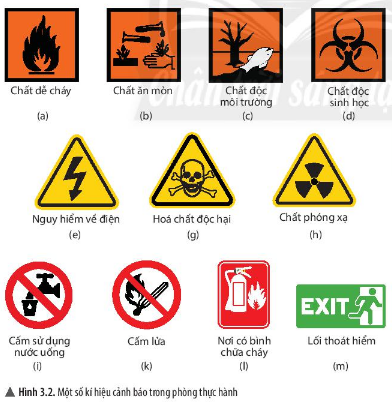 Chất dễ cháy
Chất ăn mòn
Chất độc
môi trường
Chất độc
sinh học
(a)
(b)
(c)
(d)
Nguy hiểm về điện
Hoá chất độc hại
Chất phóng xạ
(e)
(g)
(h)
EXIT
Cấm sử dụng
nước uống
Cấm lửa
Nơi có bình
chữa cháy
Lối thoát hiểm
(i)
(k)
(l)
(m)
▲ Hình 3.2. Một số kí hiệu cảnh báo trong phòng thực hành